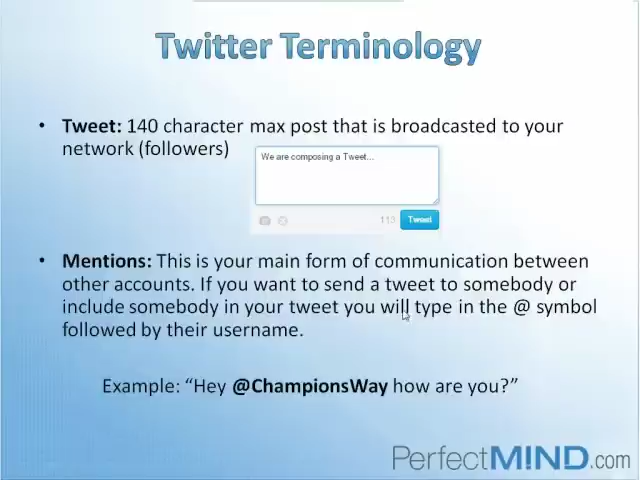 Twitter Terminology
• Tweet: 140 character max post that is broadcasted to your
network (followers)
We are composing a Tweet...
113 Tweet
• Mentions: This is your main form of communication between
other accounts. If you want to send a tweet to somebody or
include somebody in your tweet you will type in the @ symbol
followed by their username.
Example: “Hey @ChampionsWay how are you?”
PerfectMIND.com